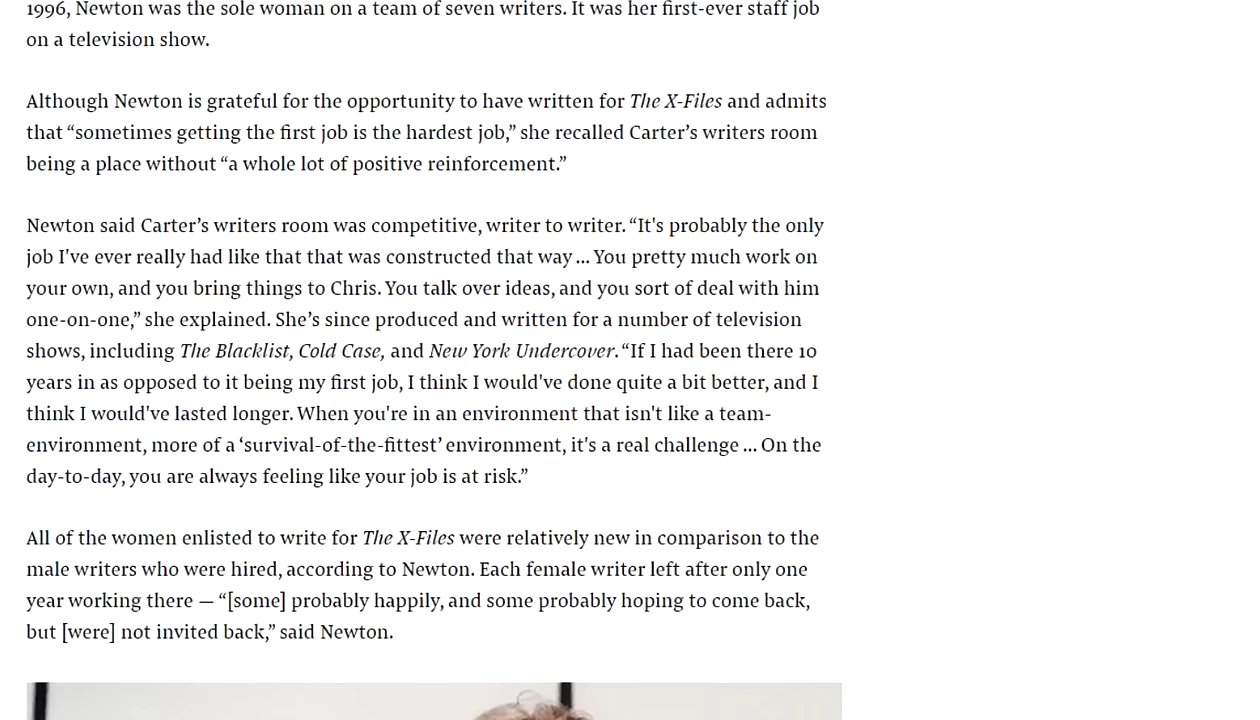 1996, Newton was the sole woman on a team of seven writers. It was her first-ever staff job
on a television show.
Although Newton is grateful for the opportunity to have written for The X-Files and admits
that “sometimes getting the first job is the hardest job,” she recalled Carter’s writers room
being a place without “a whole lot of positive reinforcement.”
Newton said Carter’s writers room was competitive, writer to writer. “It's probably the only
job I've ever really had like that that was constructed that way ... You pretty much work on
your own, and you bring things to Chris. You talk over ideas, and you sort of deal with him
one-on-one,” she explained. She’s since produced and written for a number of television
shows, including The Blacklist, Cold Case, and New York Undercover. “If I had been there 10
years in as opposed to it being my first job, I think I would've done quite a bit better, and I
think I would've lasted longer. When you're in an environment that isn't like a team-
environment, more of a ‘survival-of-the-fittest’ environment, it's a real challenge ... On the
day-to-day, you are always feeling like your job is at risk.”
All of the women enlisted to write for The X-Files were relatively new in comparison to the
male writers who were hired, according to Newton. Each female writer left after only one
year working there — “[some] probably happily, and some probably hoping to come back,
but [were] not invited back,” said Newton.